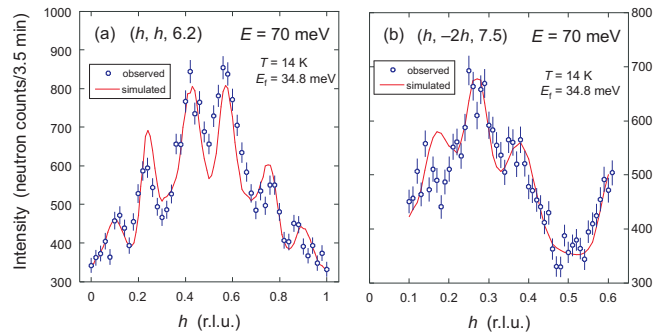 (a) (h, h, 6.2) E = 70 meV
T = 14 K
E_f = 34.8 meV
observed
simulated
Intensity (neutron counts/3.5 min)
1000
900
800
700
600
500
400
300
0 0.2 0.4 0.6 0.8 1
h (r.l.u.)
(b) (h, –2h, 7.5) E = 70 meV
T = 14 K
E_f = 34.8 meV
observed
simulated
800
700
600
500
400
300
0 0.1 0.2 0.3 0.4 0.5 0.6
h (r.l.u.)